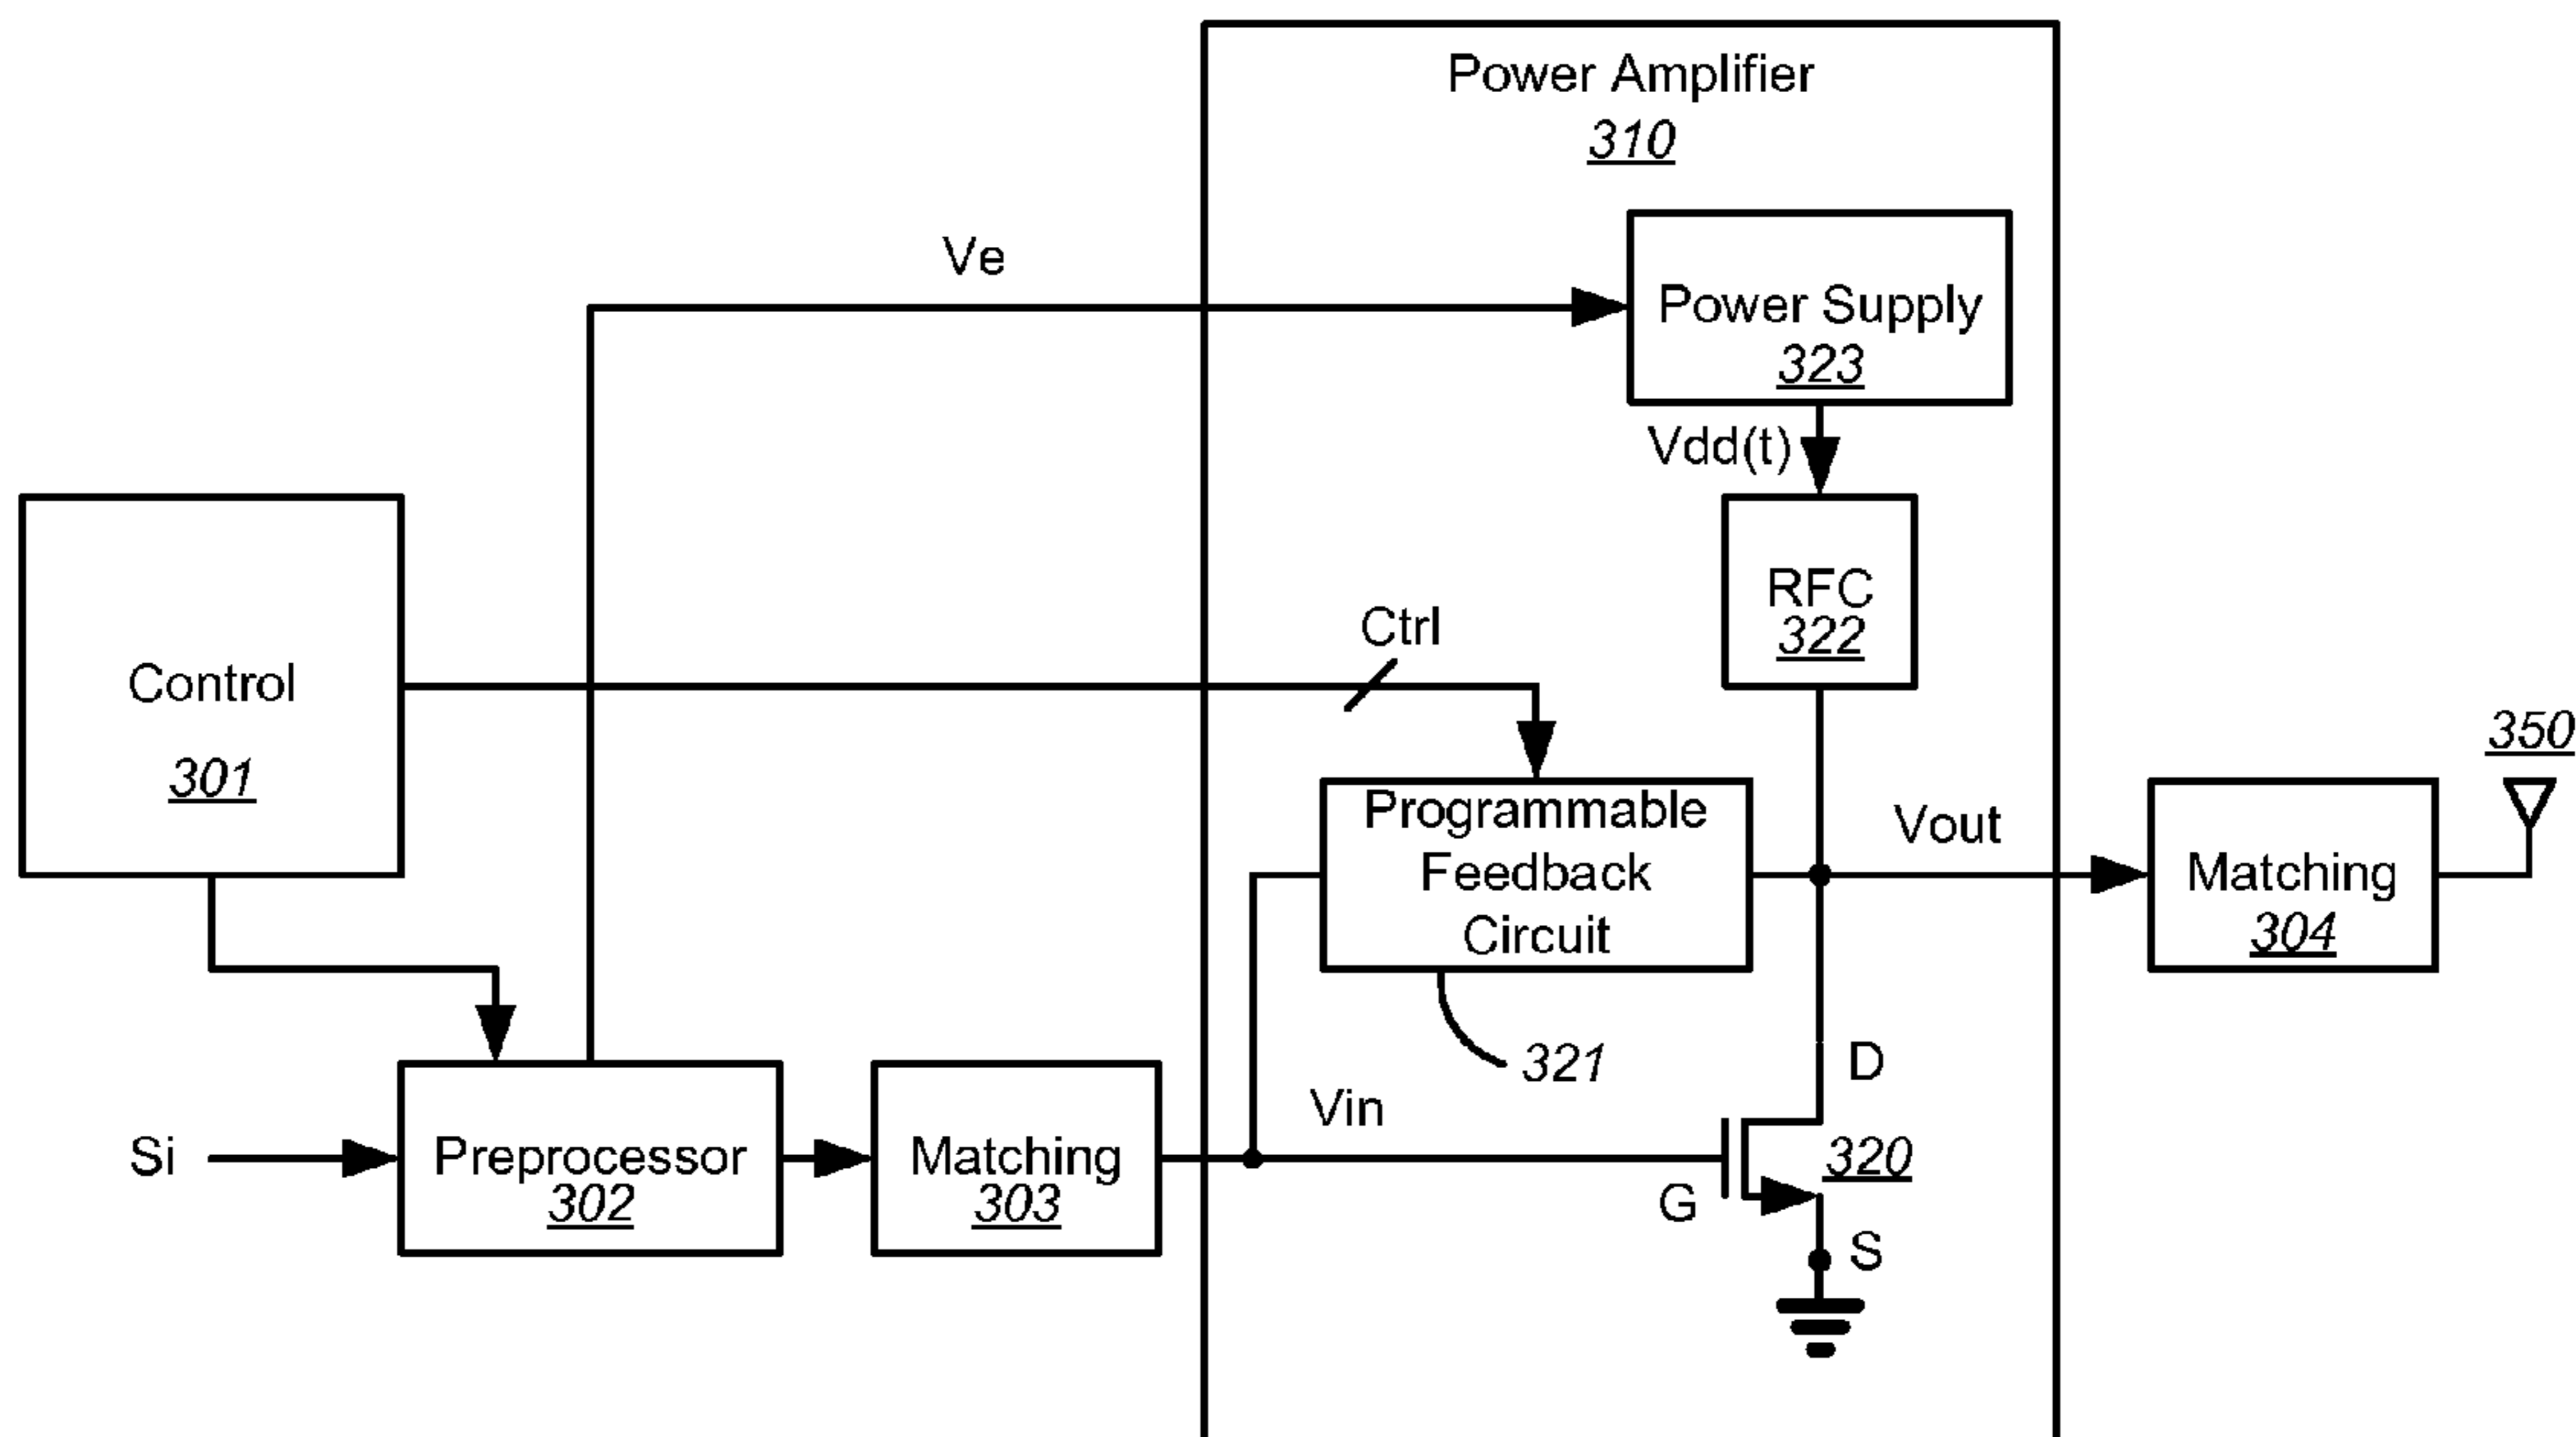 Power Amplifier
310
Ve
Power Supply
323
Vdd(t)
RFC
322
Ctrl
Control
301
350
Programmable
Feedback
Circuit
Vout
Matching
304
321
D
Vin
Si
Preprocessor
302
Matching
303
320
G
S